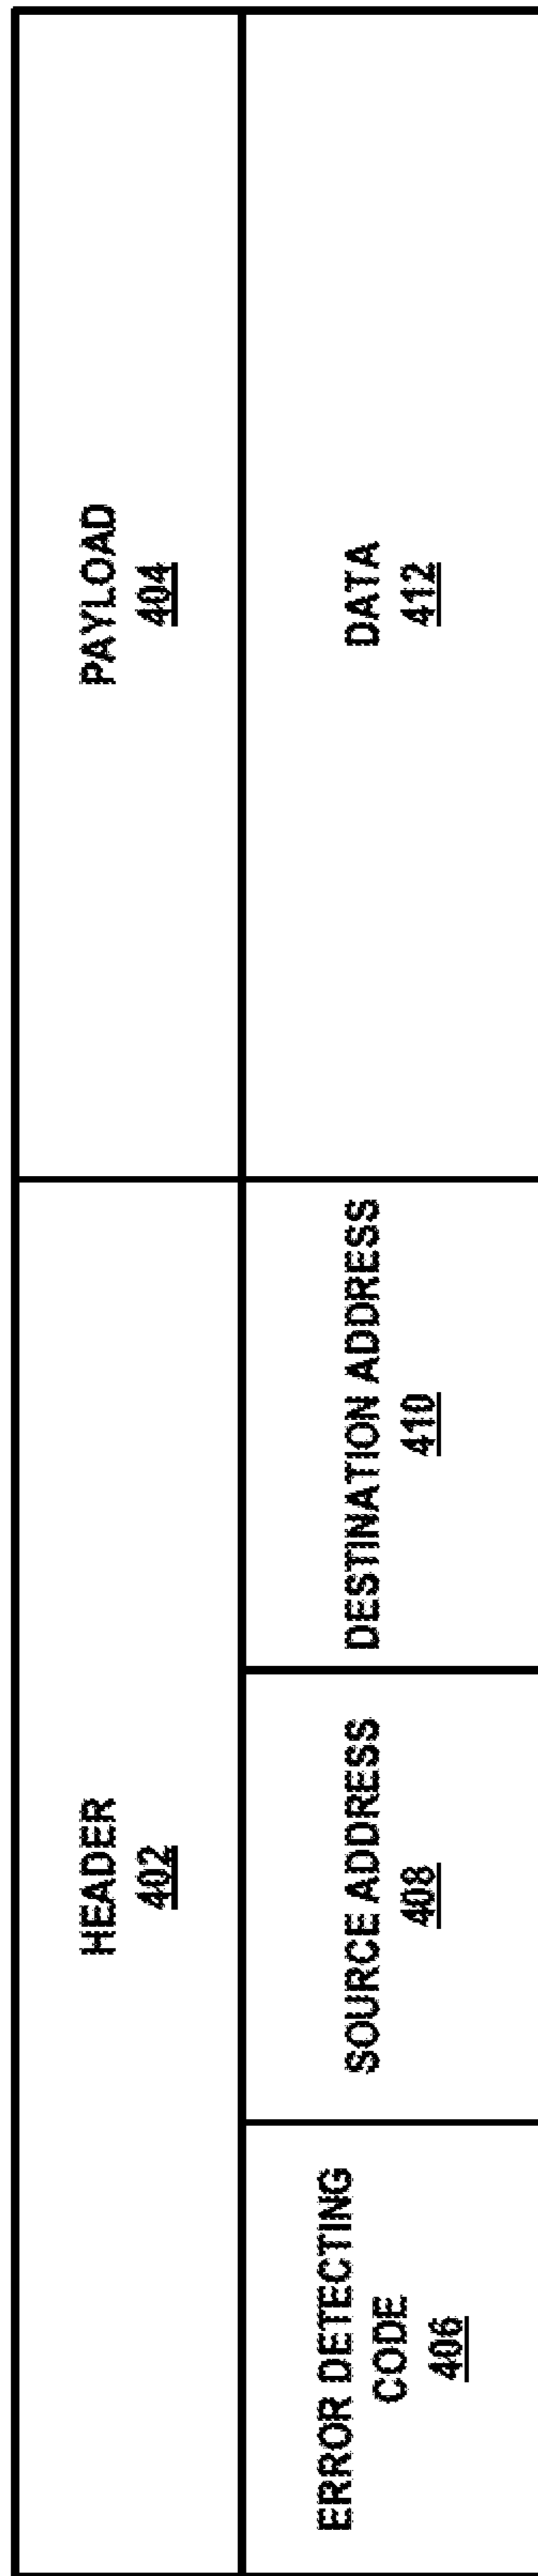 HEADER
402
PAYLOAD
404
ERROR DETECTING
CODE
406
SOURCE ADDRESS
408
DESTINATION ADDRESS
410
DATA
412